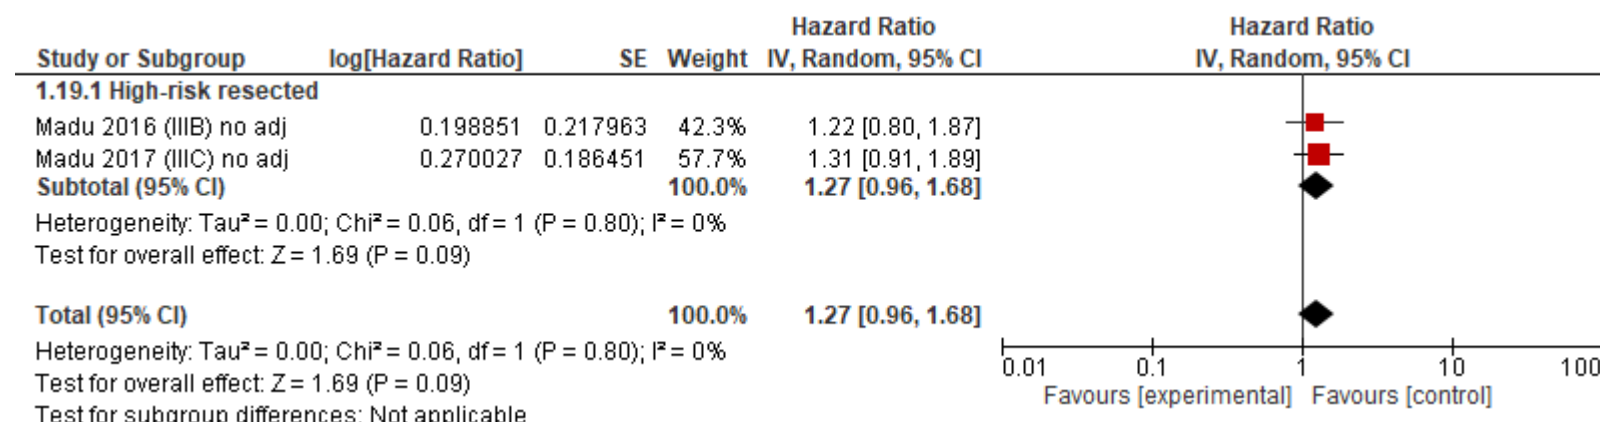 Hazard Ratio Hazard Ratio
Study or Subgroup log[Hazard Ratio] SE Weight IV, Random, 95% CI IV, Random, 95% CI
1.19.1 High-risk resected
Madu 2016 (IIIB) no adj 0.198851 0.217963 42.3% 1.22 [0.80, 1.87]
Madu 2017 (IIIC) no adj 0.270027 0.186451 57.7% 1.31 [0.91, 1.89]
Subtotal (95% CI) 100.0% 1.27 [0.96, 1.68]
Heterogeneity: Tau² = 0.00; Chi² = 0.06, df = 1 (P = 0.80); I² = 0%
Test for overall effect: Z = 1.69 (P = 0.09)
Total (95% CI) 100.0% 1.27 [0.96, 1.68]
Heterogeneity: Tau² = 0.00; Chi² = 0.06, df = 1 (P = 0.80); I² = 0%
Test for overall effect: Z = 1.69 (P = 0.09)
Test for subgroup differences: Not applicable
0.01 0.1 1 10 100
Favours [experimental] Favours [control]